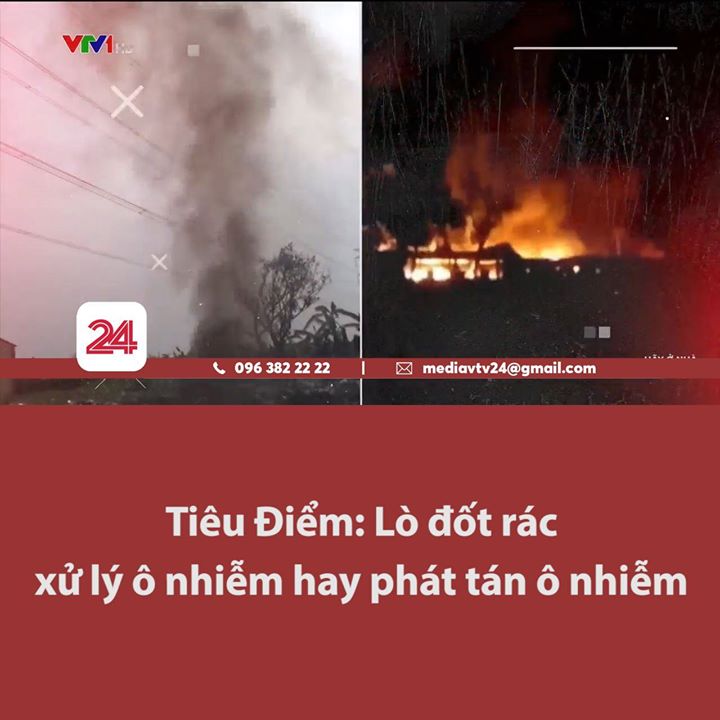 VTV1 HD
24
096 382 22 22 | mediavtv24@gmail.com
Tiêu Điểm: Lò đốt rác
xử lý ô nhiễm hay phát tán ô nhiễm